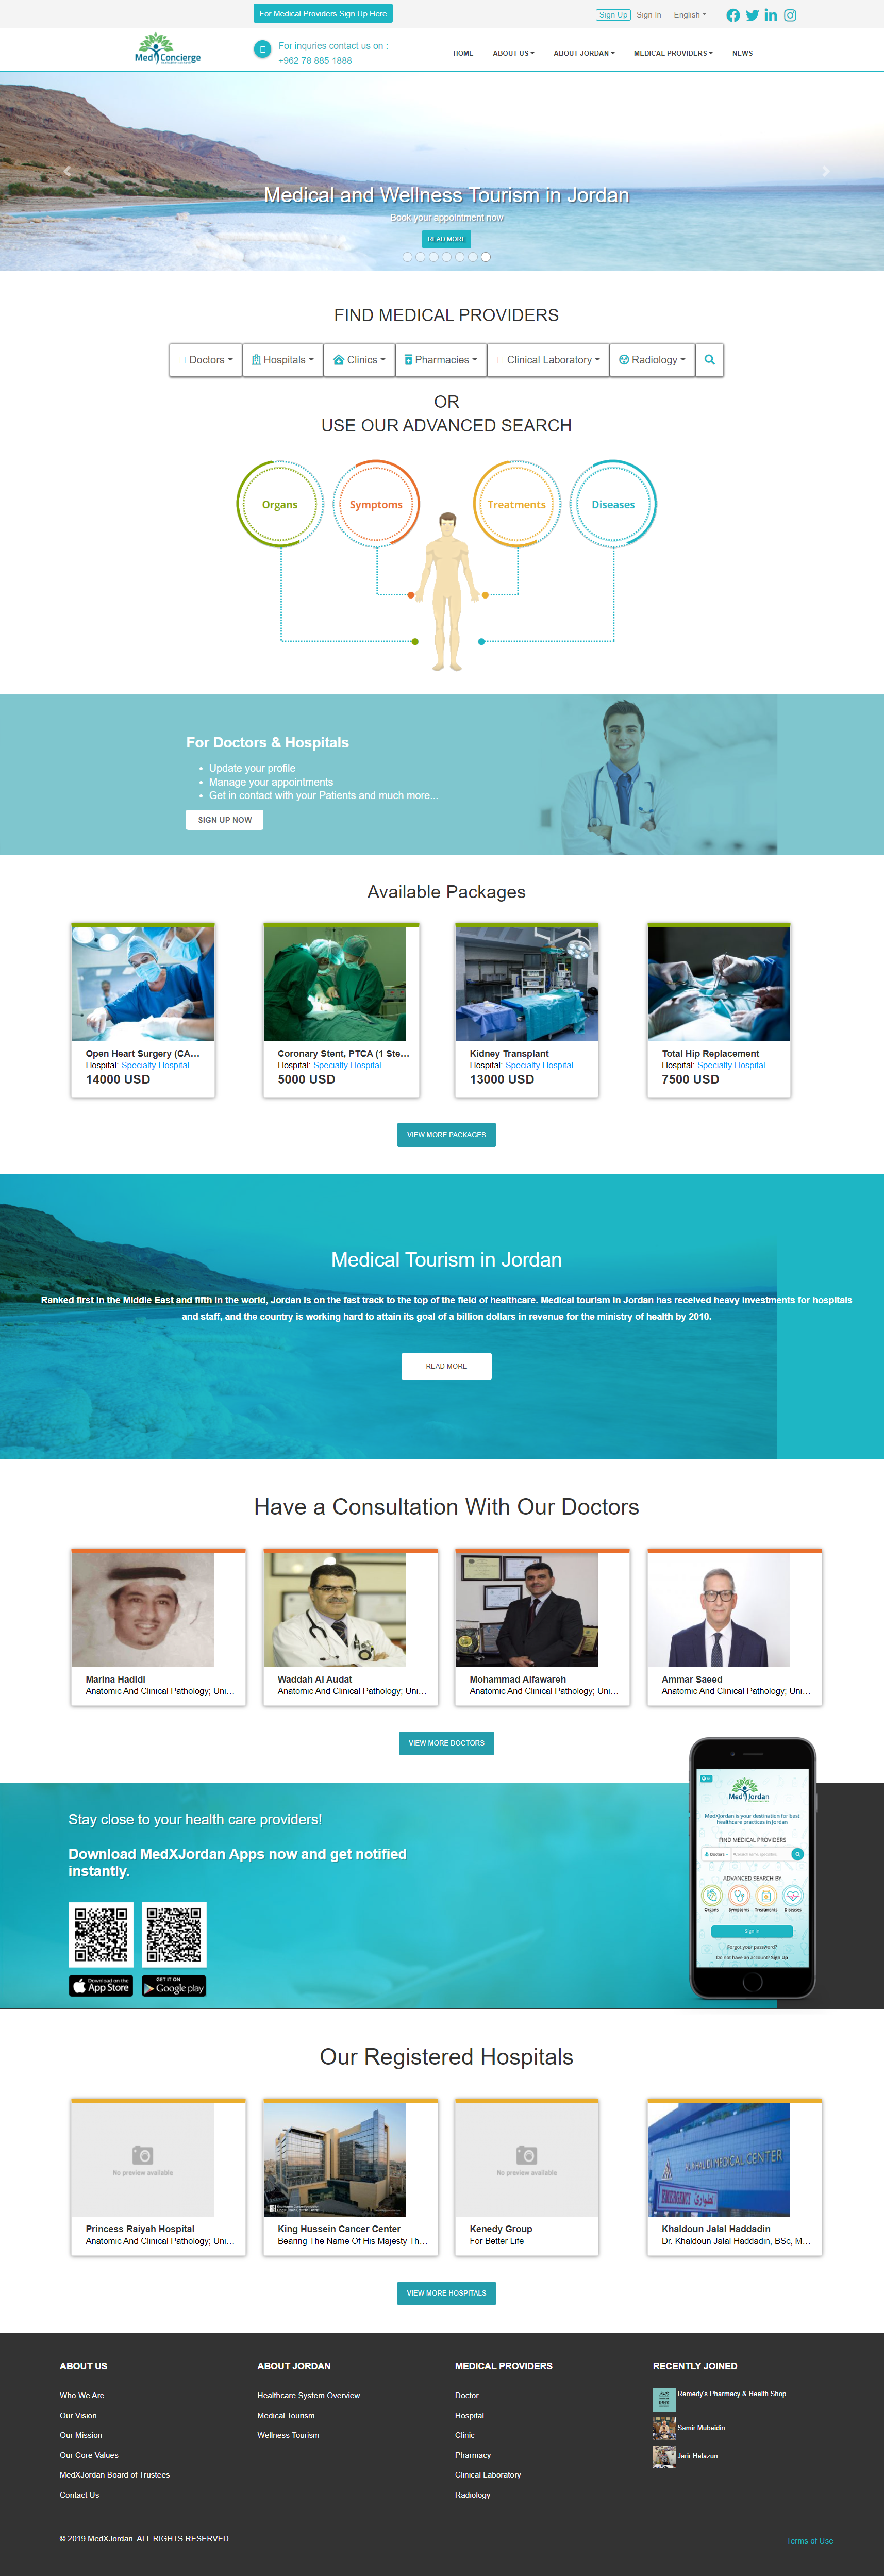 For Medical Providers Sign Up Here
Sign Up
Sign In
English
Med Concierge
For inquries contact us on :
+962 78 885 1888
HOME
ABOUT US
ABOUT JORDAN
MEDICAL PROVIDERS
NEWS
Medical and Wellness Tourism in Jordan
Book your appointment now
READ MORE
FIND MEDICAL PROVIDERS
Doctors
Hospitals
Clinics
Pharmacies
Clinical Laboratory
Radiology
OR
USE OUR ADVANCED SEARCH
Organs
Symptoms
Treatments
Diseases
For Doctors & Hospitals
• Update your profile
• Manage your appointments
• Get in contact with your Patients and much more...
SIGN UP NOW
Available Packages
Open Heart Surgery (CA...
Hospital: Specialty Hospital
14000 USD
Coronary Stent, PTCA (1 Ste...
Hospital: Specialty Hospital
5000 USD
Kidney Transplant
Hospital: Specialty Hospital
13000 USD
Total Hip Replacement
Hospital: Specialty Hospital
7500 USD
VIEW MORE PACKAGES
Medical Tourism in Jordan
Ranked first in the Middle East and fifth in the world, Jordan is on the fast track to the top of the field of healthcare. Medical tourism in Jordan has received heavy investments for hospitals
and staff, and the country is working hard to attain its goal of a billion dollars in revenue for the ministry of health by 2010.
READ MORE
Have a Consultation With Our Doctors
Marina Hadidi
Anatomic And Clinical Pathology; Uni...
Waddah Al Audat
Anatomic And Clinical Pathology; Uni...
Mohammad Alfawareh
Anatomic And Clinical Pathology; Uni...
Ammar Saeed
Anatomic And Clinical Pathology; Uni...
VIEW MORE DOCTORS
Stay close to your health care providers!
Download MedXJordan Apps now and get notified
instantly.
Download on the
App Store
GET IT ON
Google play
Med Jordan
MedXJordan is your destination for best
healthcare practices in Jordan
FIND MEDICAL PROVIDERS
Doctors
Search name, specialties,
ADVANCED SEARCH BY
Organs
Symptoms
Treatments
Diseases
Sign in
Forgot your password?
Do not have an account? Sign Up
Our Registered Hospitals
No preview available
Princess Raiyah Hospital
Anatomic And Clinical Pathology; Uni...
King Hussein Cancer Center
Bearing The Name Of His Majesty Th...
No preview available
Kenedy Group
For Better Life
KHALIDI MEDICAL CENTER
EMERGENCY
Khaldoun Jalal Haddadin
Dr. Khaldoun Jalal Haddadin, BSc, M...
VIEW MORE HOSPITALS
ABOUT US
Who We Are
Our Vision
Our Mission
Our Core Values
MedXJordan Board of Trustees
Contact Us
ABOUT JORDAN
Healthcare System Overview
Medical Tourism
Wellness Tourism
MEDICAL PROVIDERS
Doctor
Hospital
Clinic
Pharmacy
Clinical Laboratory
Radiology
RECENTLY JOINED
Remedy's Pharmacy & Health Shop
Samir Mubaidin
Jarir Halazun
© 2019 MedXJordan. ALL RIGHTS RESERVED.
Terms of Use